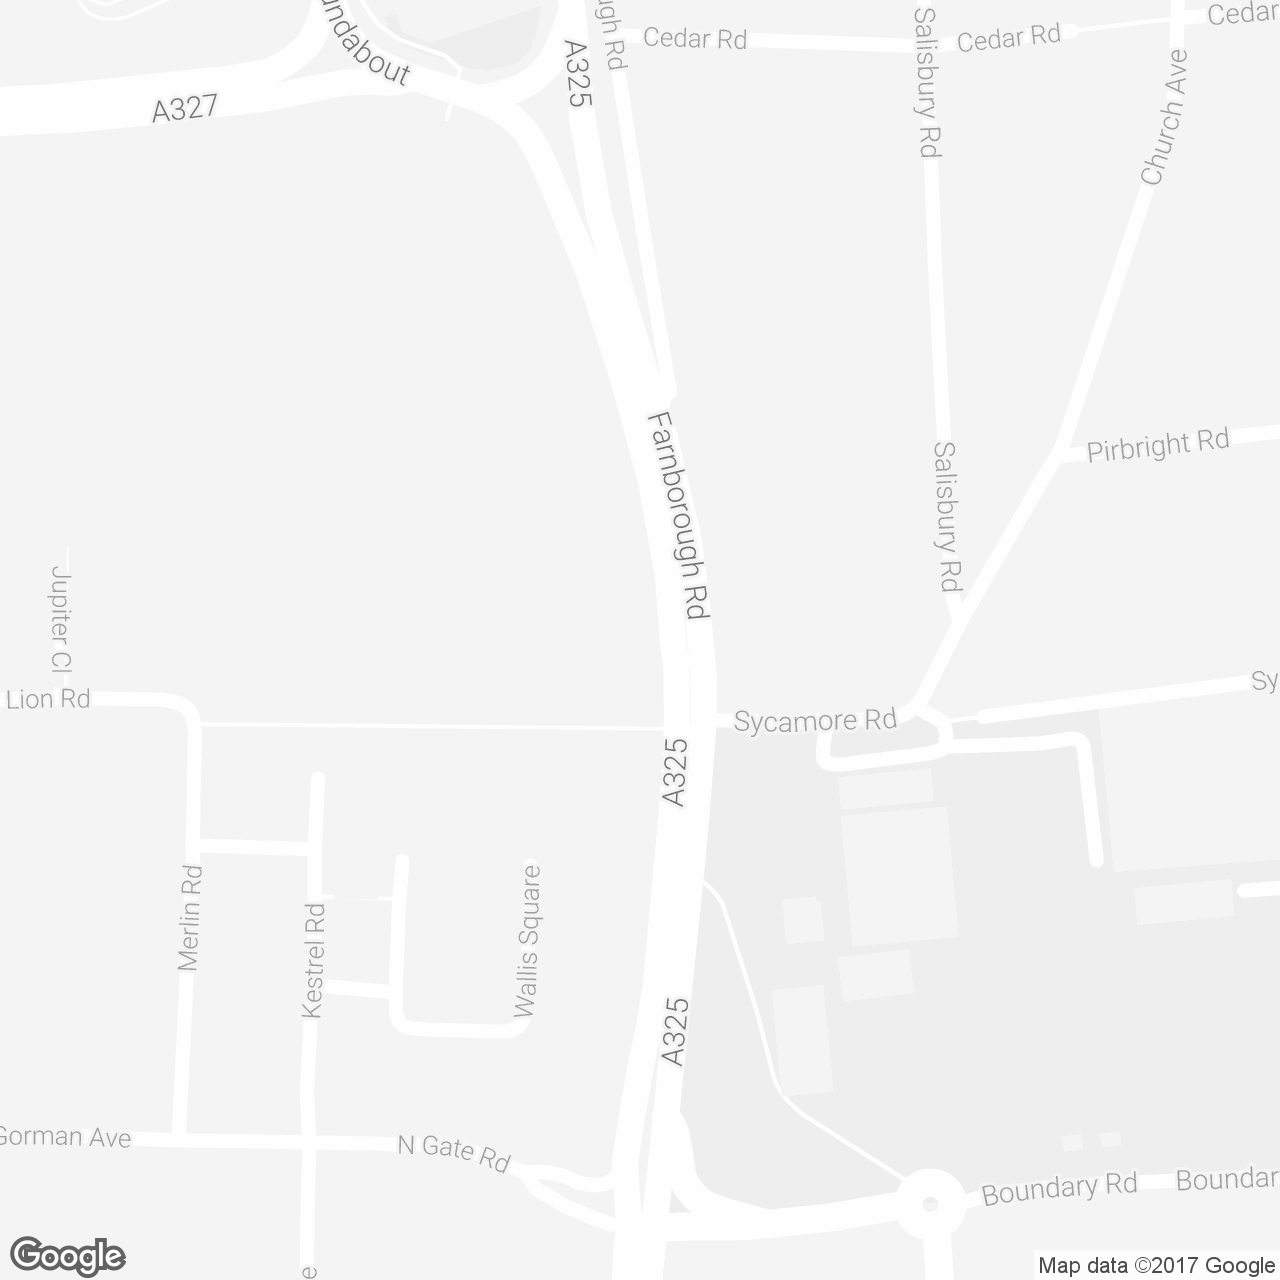 Cedar Rd
Cedar Rd
Cedar
A327
A325
Salisbury Rd
Church Ave
Farnborough Rd
Salisbury Rd
Pirbright Rd
Jupiter Cl
Lion Rd
Sycamore Rd
A325
Merlin Rd
Kestrel Rd
Wallis Square
A325
Gorman Ave
N Gate Rd
Boundary Rd
Google
Map data ©2017 Google